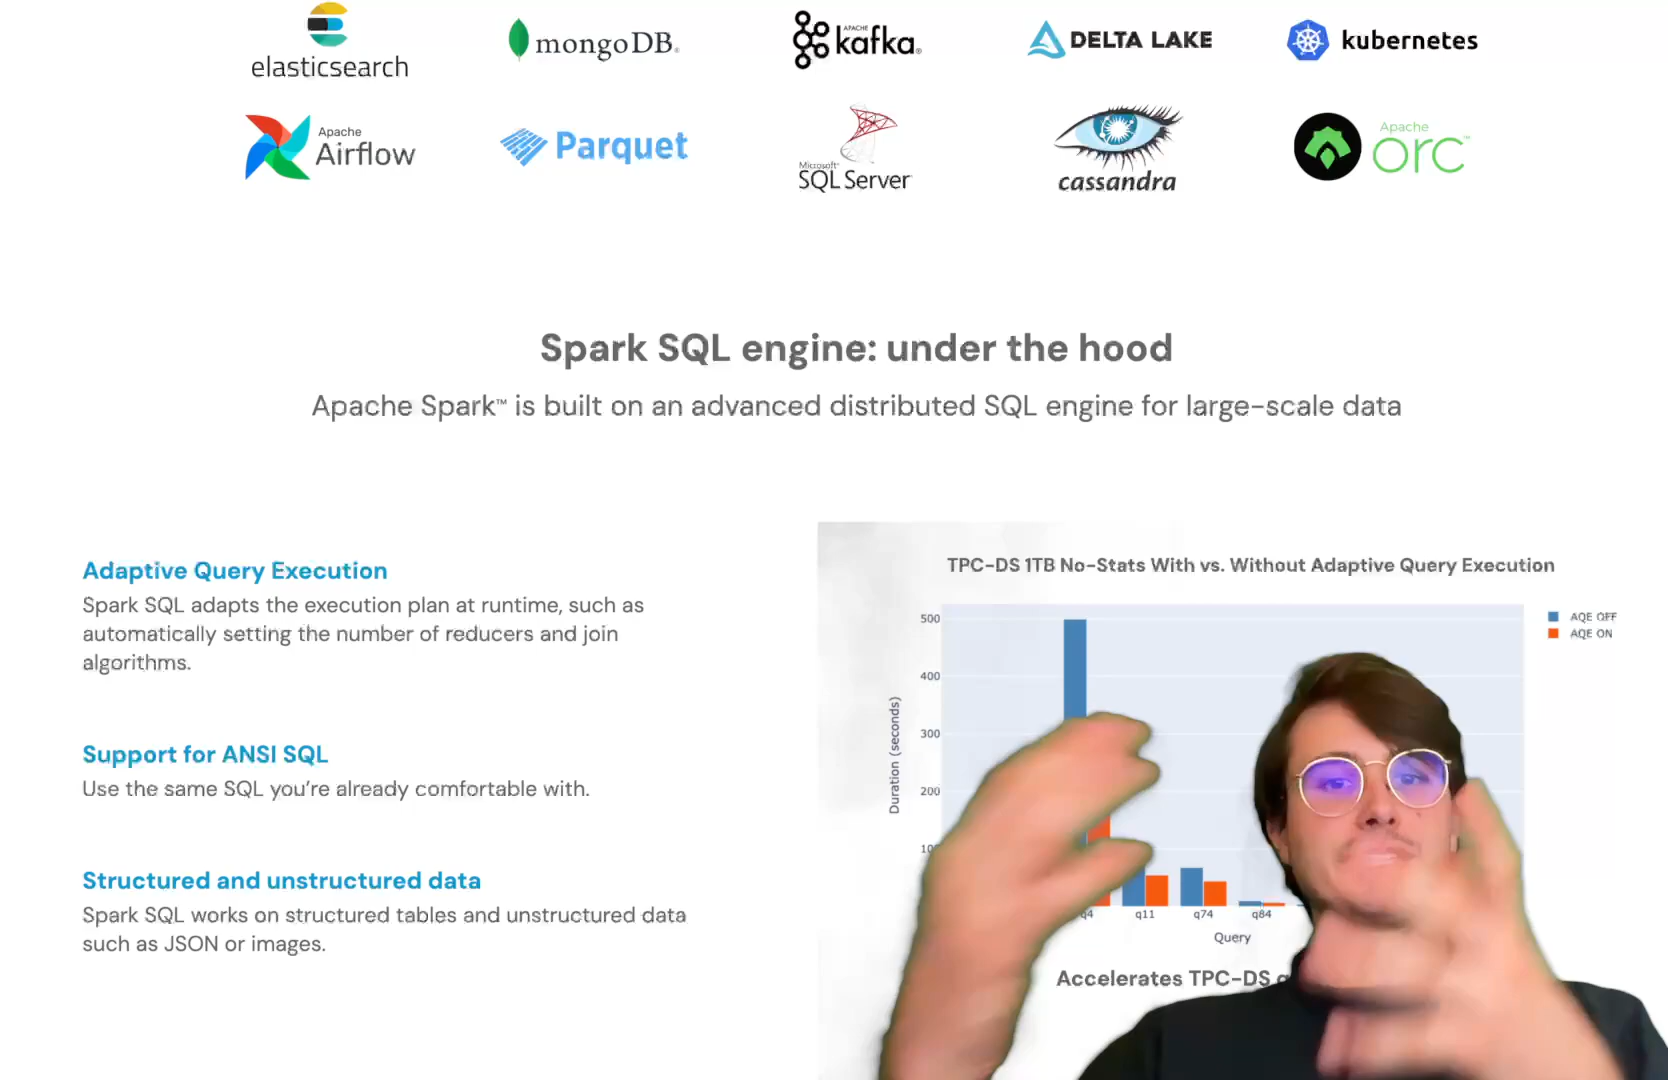 elasticsearch
mongoDB®
APACHE
kafka®
DELTA LAKE
kubernetes
Apache
Airflow
Parquet
Microsoft®
SQL Server
cassandra
Apache
orc™
Spark SQL engine: under the hood
Apache Spark™ is built on an advanced distributed SQL engine for large-scale data
Adaptive Query Execution
Spark SQL adapts the execution plan at runtime, such as
automatically setting the number of reducers and join
algorithms.
Support for ANSI SQL
Use the same SQL you’re already comfortable with.
Structured and unstructured data
Spark SQL works on structured tables and unstructured data
such as JSON or images.
TPC-DS 1TB No-Stats With vs. Without Adaptive Query Execution
AQE OFF
AQE ON
Duration (seconds)
500
400
300
200
10
q4
q11
q74
q84
Query
Accelerates TPC-DS